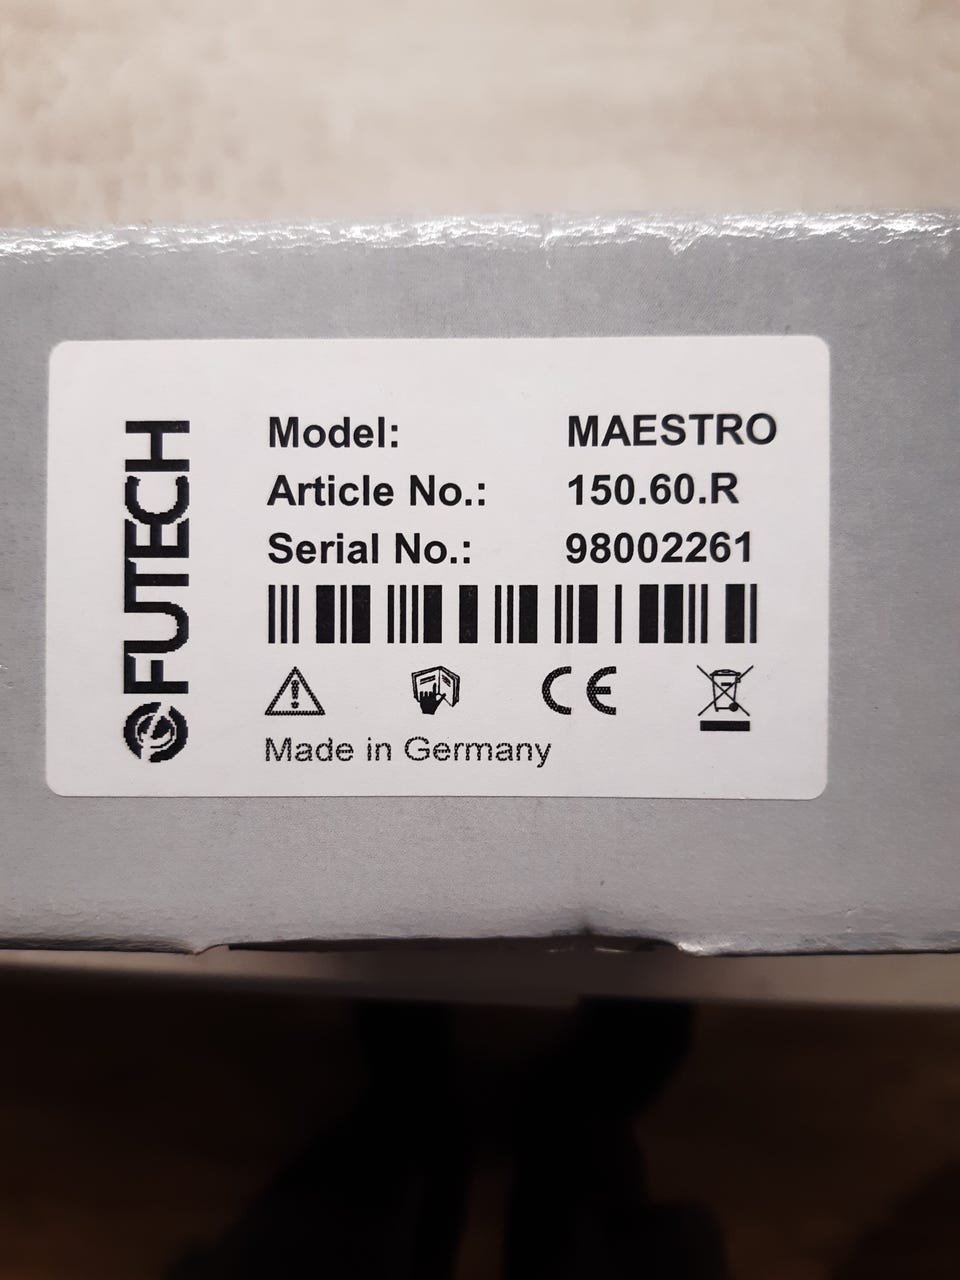 FUTECH
Model: MAESTRO
Article No.: 150.60.R
Serial No.: 98002261
CE
Made in Germany